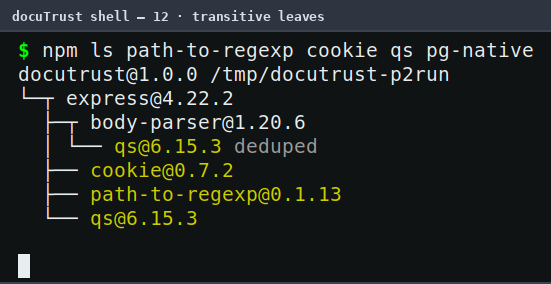 docuTrust shell — 12 · transitive leaves
$ npm ls path-to-regexp cookie qs pg-native
docutrust@1.0.0 /tmp/docutrust-p2run
└─┬ express@4.22.2
  ├─┬ body-parser@1.20.6
  │ └── qs@6.15.3 deduped
  ├── cookie@0.7.2
  ├── path-to-regexp@0.1.13
  └── qs@6.15.3